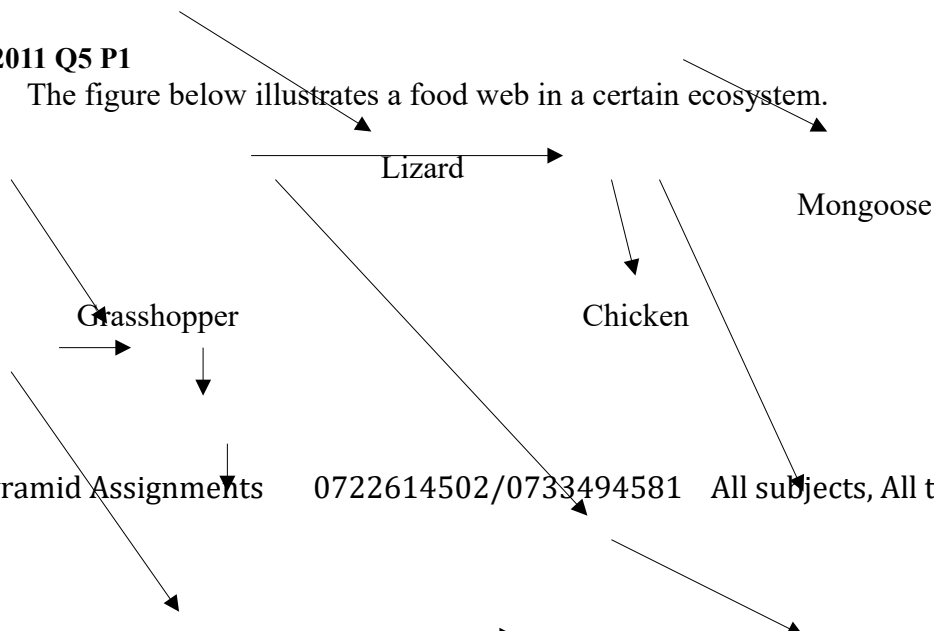 2011 Q5 P1
The figure below illustrates a food web in a certain ecosystem.
Lizard
Mongoose
Grasshopper
Chicken
ramid Assignments 0722614502/0733494581 All subjects, All t